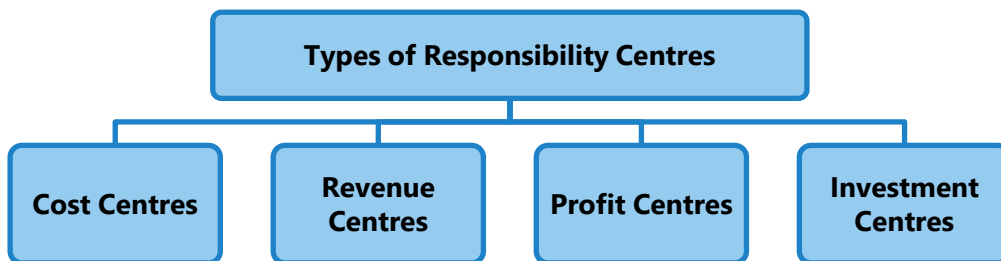 Types of Responsibility Centres
Cost Centres
Revenue
Centres
Profit Centres
Investment
Centres